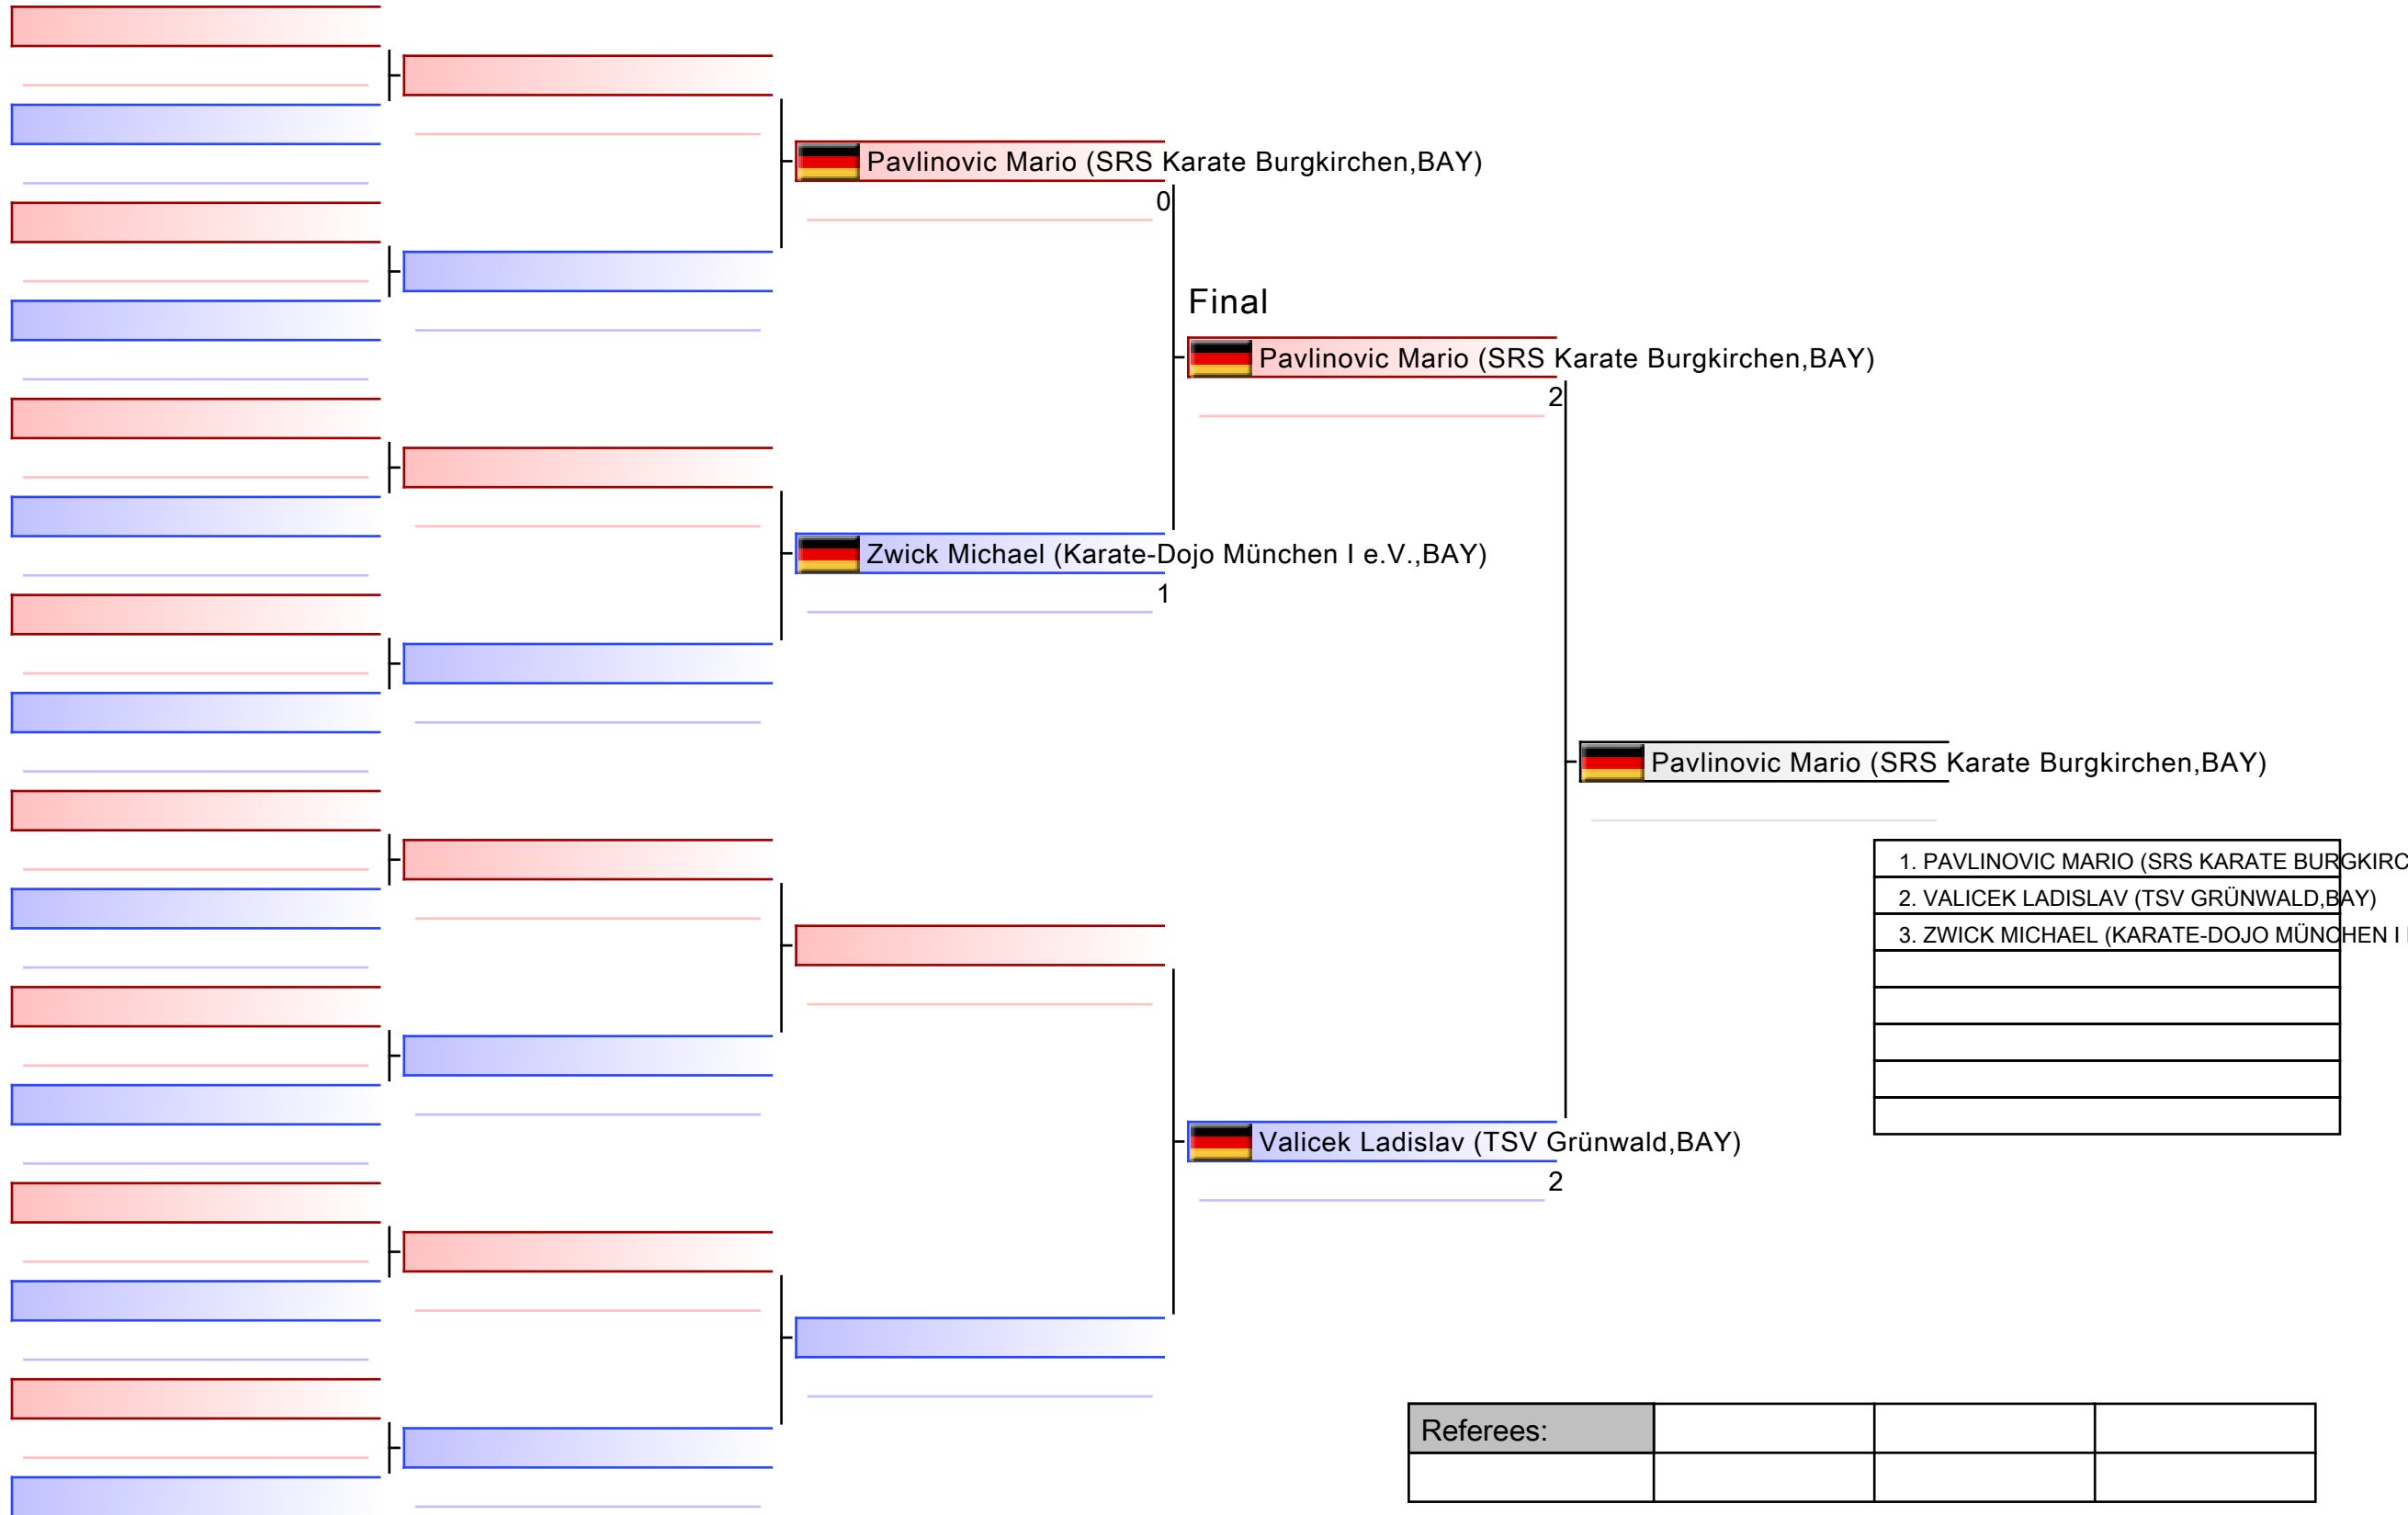 Pavlinovic Mario (SRS Karate Burgkirchen,BAY)
0
Final
Pavlinovic Mario (SRS Karate Burgkirchen,BAY)
2
Zwick Michael (Karate-Dojo München I e.V.,BAY)
1
Pavlinovic Mario (SRS Karate Burgkirchen,BAY)
1. PAVLINOVIC MARIO (SRS KARATE BURGKIRC
2. VALICEK LADISLAV (TSV GRÜNWALD,BAY)
3. ZWICK MICHAEL (KARATE-DOJO MÜNCHEN I
Valicek Ladislav (TSV Grünwald,BAY)
2
Referees: